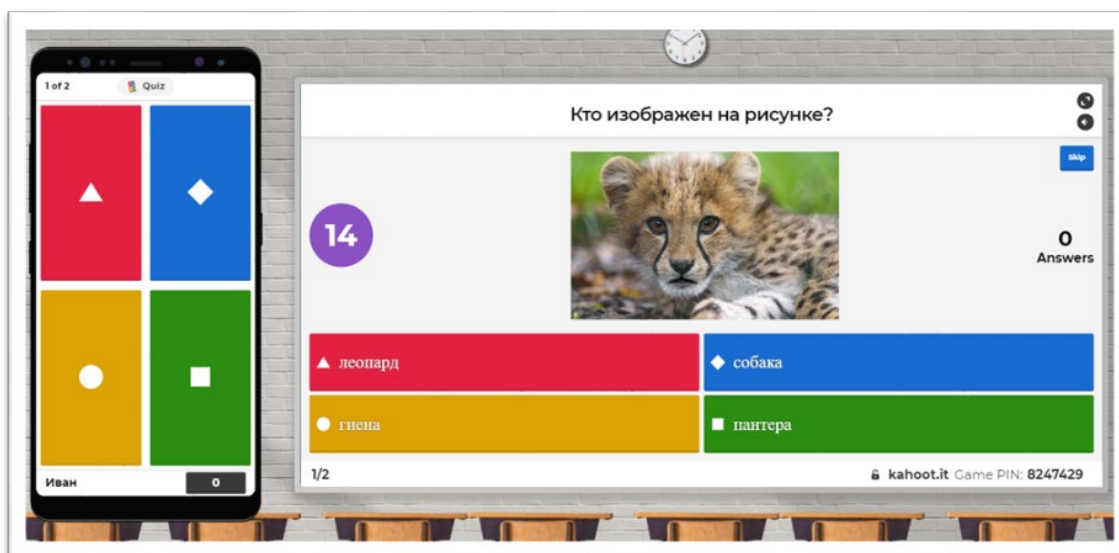 1 of 2 Quiz
Иван 0
Кто изображен на рисунке?
Skip
14
0
Answers
леопард
собака
гиена
пантера
1/2
kahoot.it Game PIN: 8247429